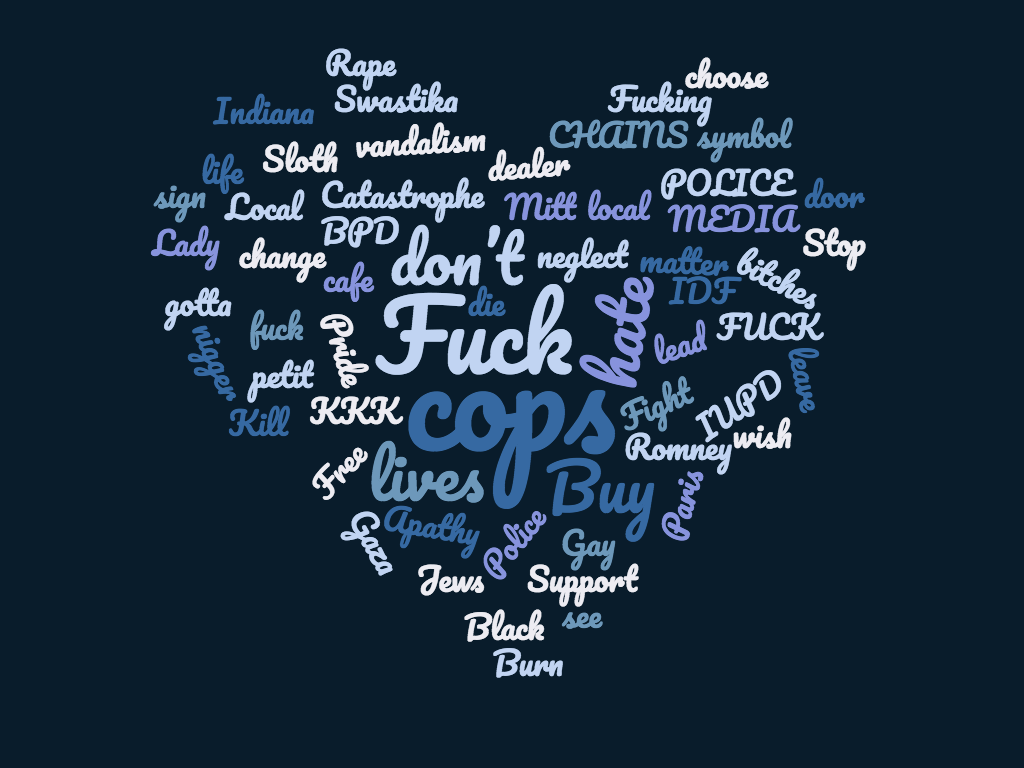 Rape
choose
Swastika
Fucking
Indiana
CHAINS
symbol
vandalism
Sloth
dealer
life
sign
Local
Catastrophe
Mitt
local
POLICE
door
MEDIA
BPD
Lady
change
don't
neglect
Stop
matter
bitches
cafe
IDF
die
hate
gotta
fuck
Pride
Fuck
lead
FUCK
nigger
petit
leave
Kill
KKK
cops
Fight
IUPD
Romney
wish
Free
lives
Buy
Paris
Gaza
Apathy
Police
Gay
Jews
Support
Black
see
Burn